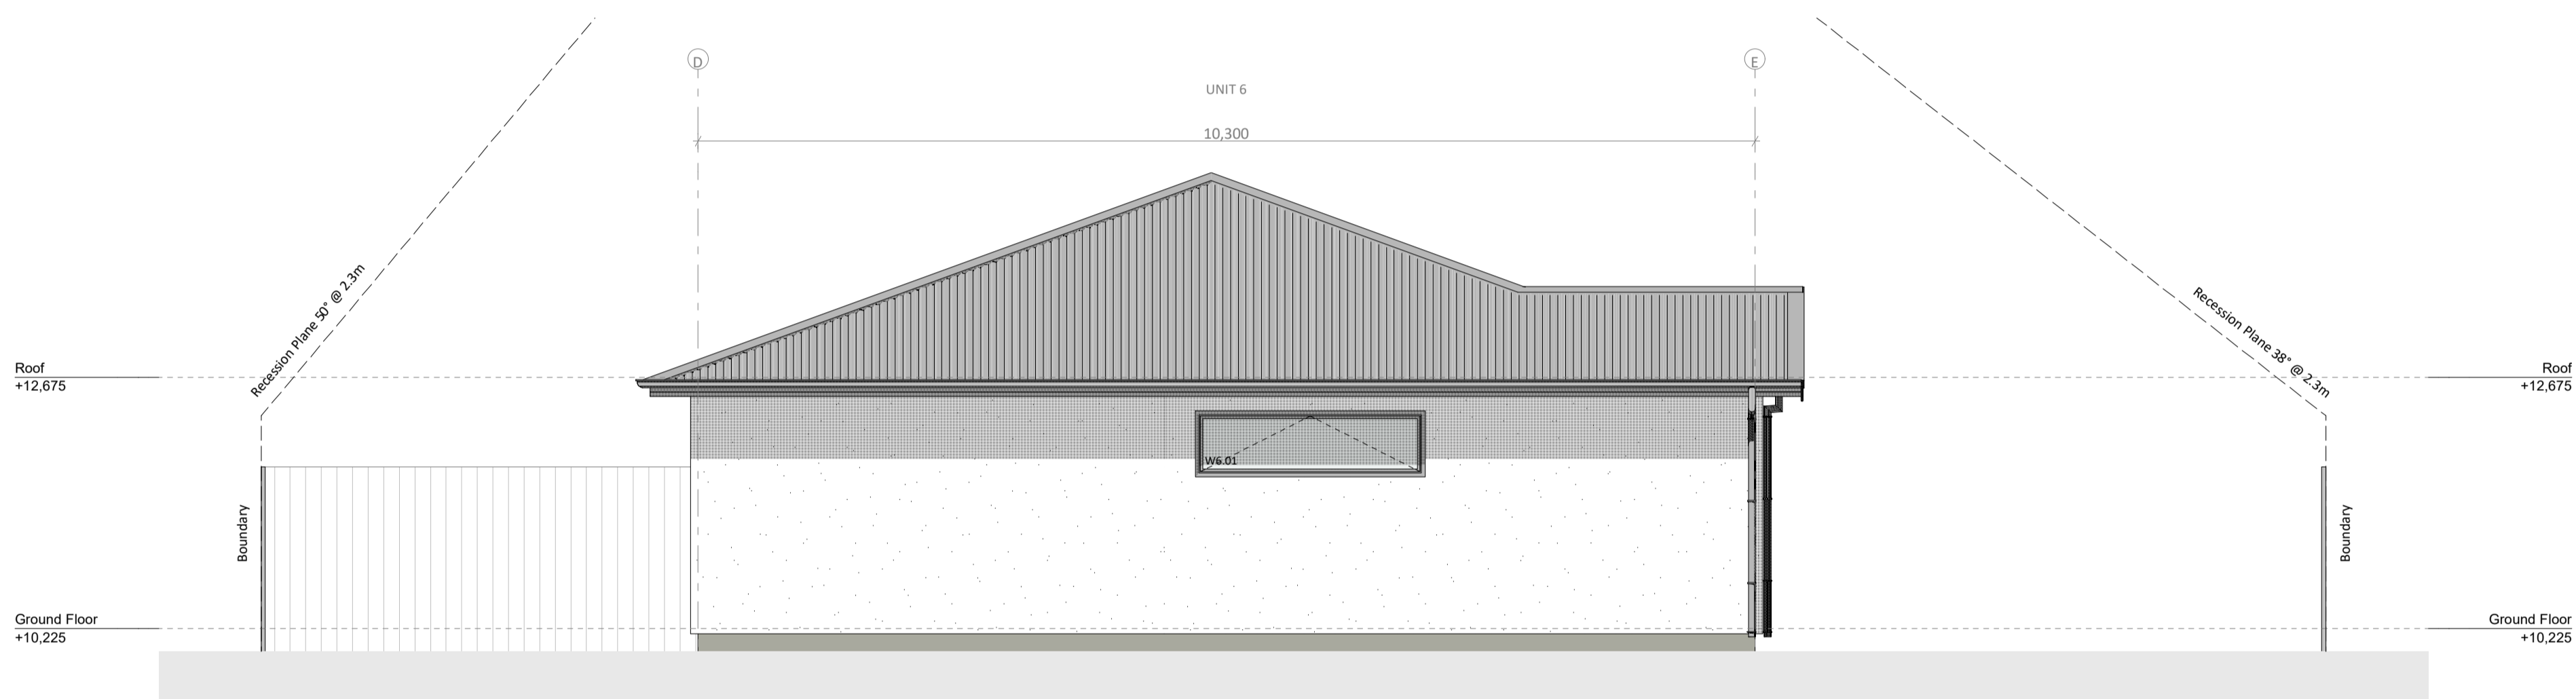 D
E
UNIT 6
10,300
Recession Plane 50° @ 2.3m
Recession Plane 38° @ 2.3m
Roof
+12,675
Roof
+12,675
W6.01
Boundary
Boundary
Ground Floor
+10,225
Ground Floor
+10,225